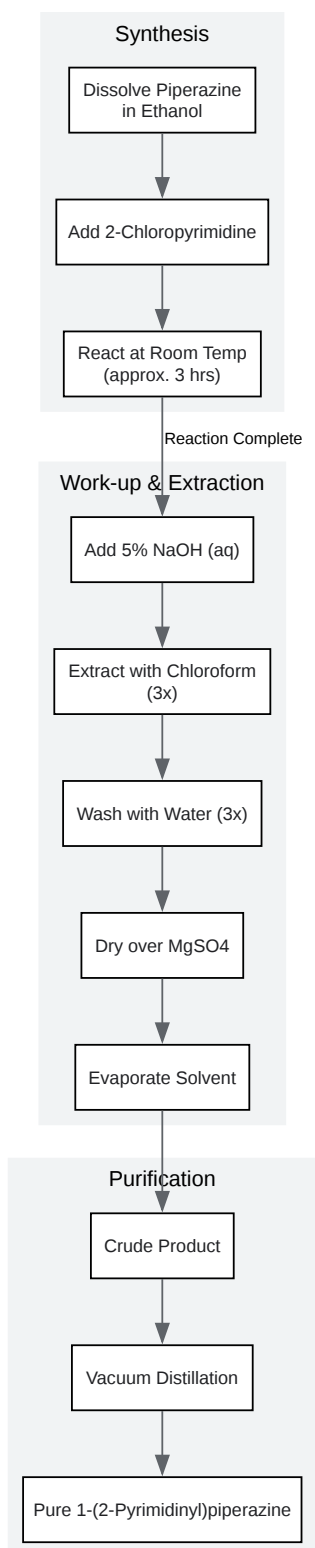 Synthesis
Dissolve Piperazine
in Ethanol
Add 2-Chloropyrimidine
React at Room Temp
(approx. 3 hrs)
Reaction Complete
Work-up & Extraction
Add 5% NaOH (aq)
Extract with Chloroform
(3x)
Wash with Water (3x)
Dry over MgSO4
Evaporate Solvent
Purification
Crude Product
Vacuum Distillation
Pure 1-(2-Pyrimidinyl)piperazine